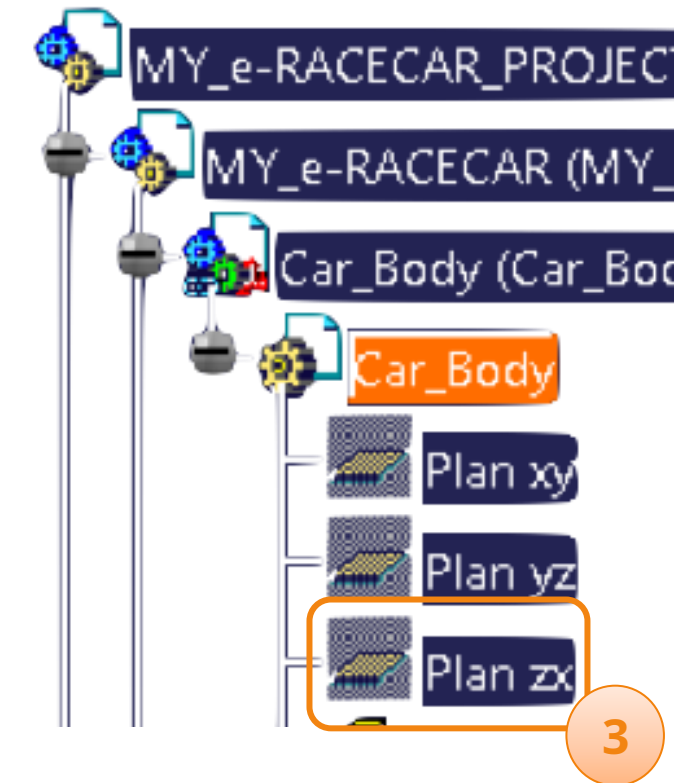 MY_e-RACECAR_PROJECT
MY_e-RACECAR (MY_
Car_Body (Car_Bod
Car_Body
Plan xy
Plan yz
Plan zx
3